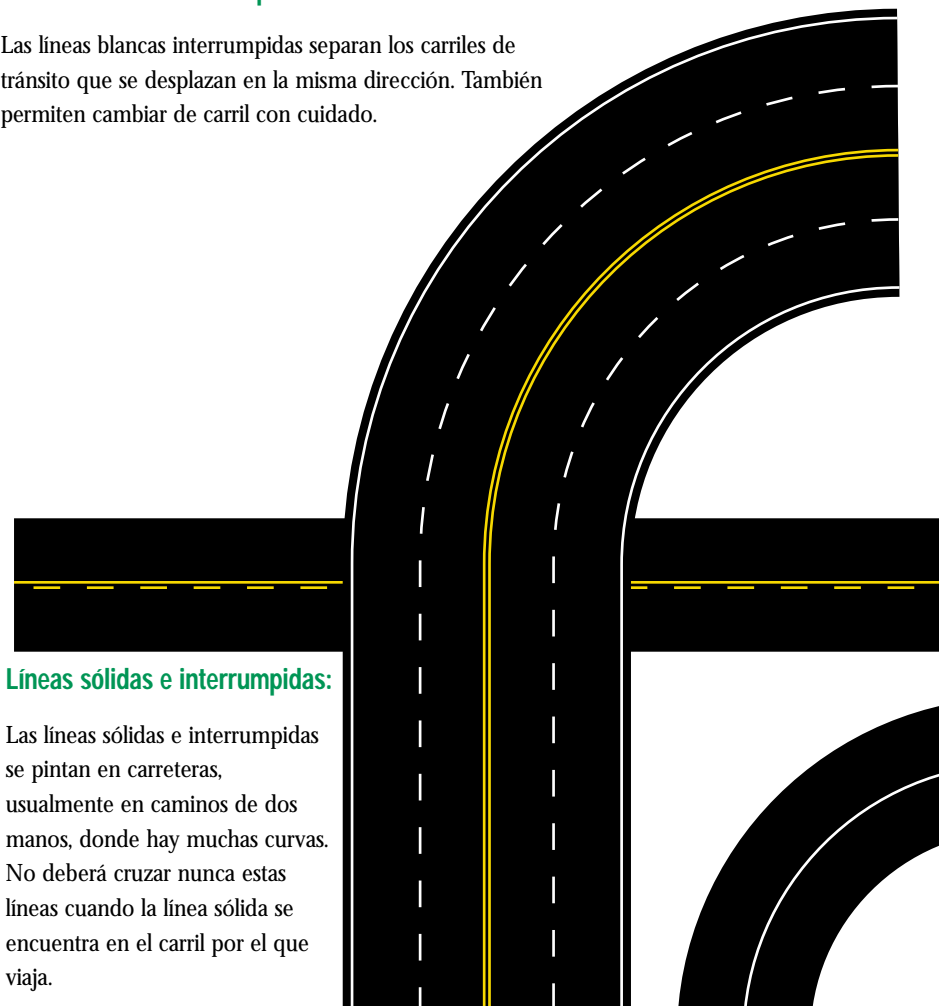 Las líneas blancas interrumpidas separan los carriles de
tránsito que se desplazan en la misma dirección. También
permiten cambiar de carril con cuidado.
Líneas sólidas e interrumpidas:
Las líneas sólidas e interrumpidas
se pintan en carreteras,
usualmente en caminos de dos
manos, donde hay muchas curvas.
No deberá cruzar nunca estas
líneas cuando la línea sólida se
encuentra en el carril por el que
viaja.